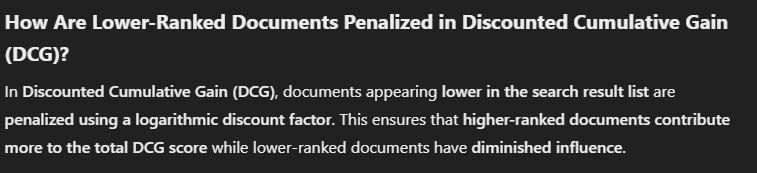 How Are Lower-Ranked Documents Penalized in Discounted Cumulative Gain
(DCG)?
In Discounted Cumulative Gain (DCG), documents appearing lower in the search result list are
penalized using a logarithmic discount factor. This ensures that higher-ranked documents contribute
more to the total DCG score while lower-ranked documents have diminished influence.